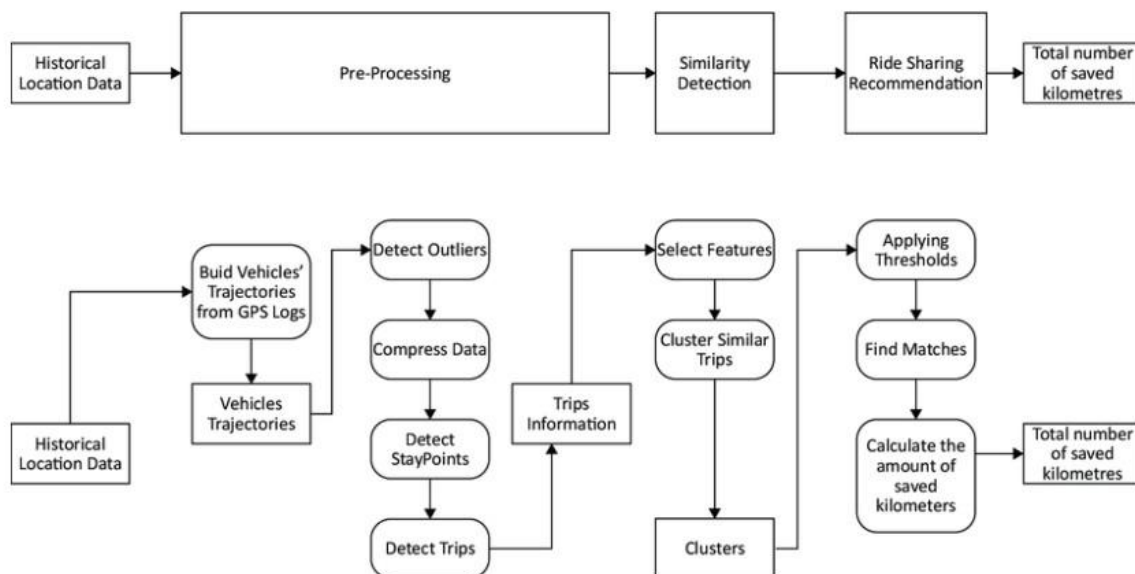 Historical
Location Data
Pre-Processing
Similarity
Detection
Ride Sharing
Recommendation
Total number
of saved
kilometres
Buid Vehicles'
Trajectories
from GPS Logs
Vehicles
Trajectories
Historical
Location Data
Detect Outliers
Compress Data
Detect
StayPoints
Detect Trips
Trips
Information
Select Features
Cluster Similar
Trips
Clusters
Applying
Thresholds
Find Matches
Calculate the
amount of
saved
kilometers
Total number
of saved
kilometres